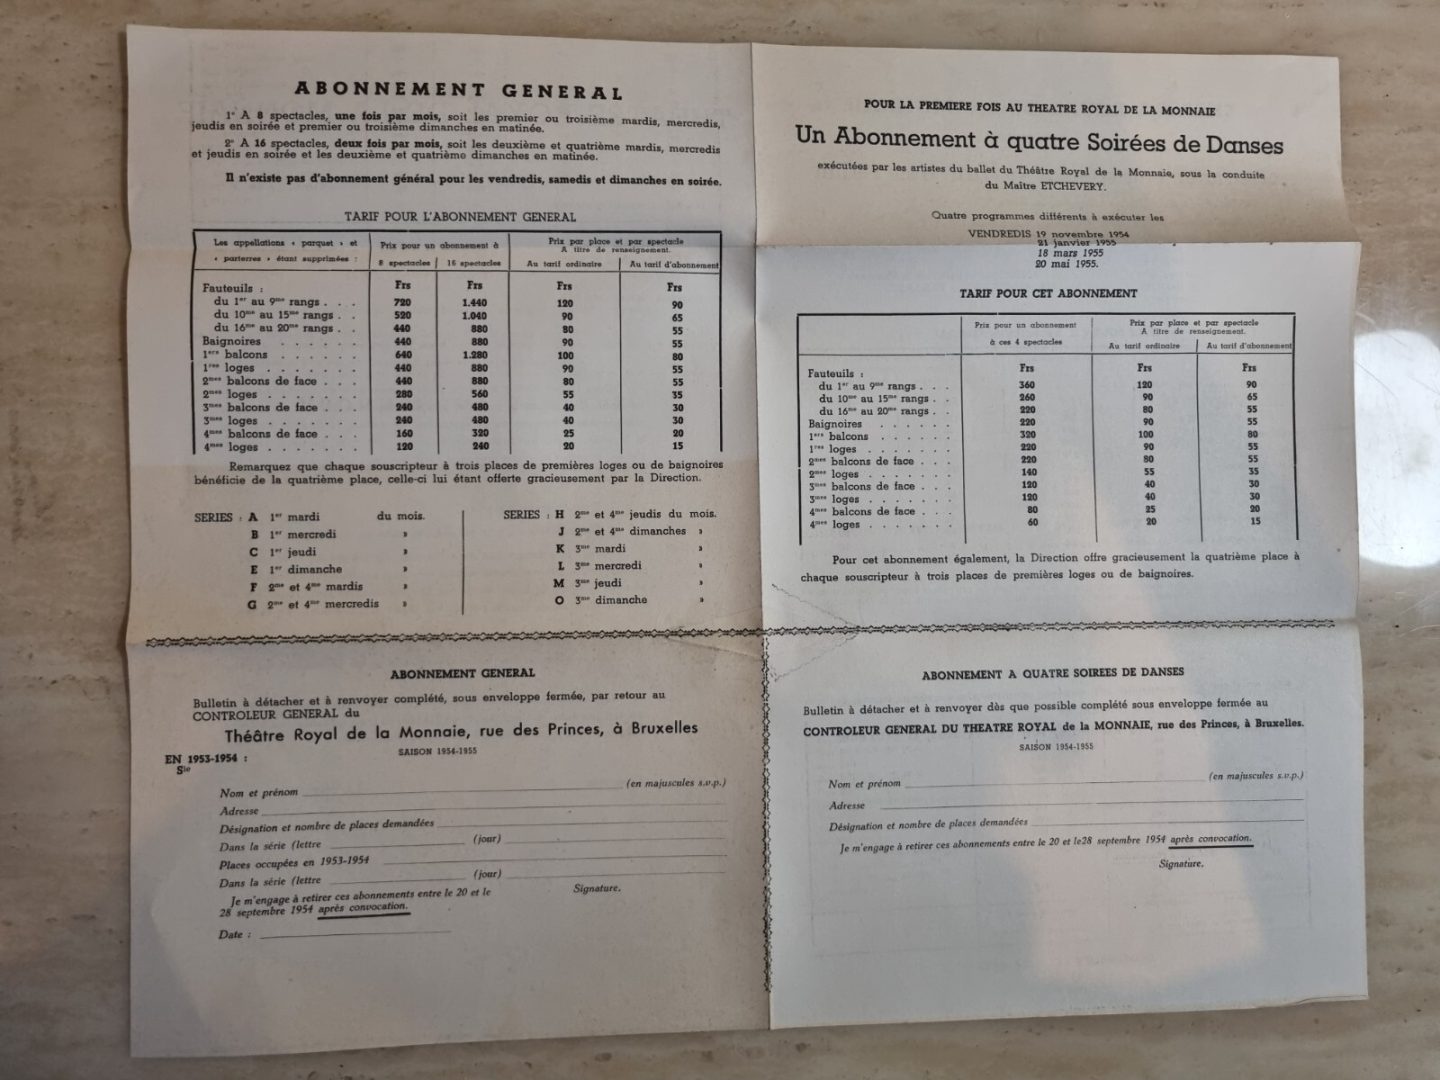 ABONNEMENT GENERAL
1° A 8 spectacles, une fois par mois, soit les premier ou troisième mardis, mercredis,
jeudis en soirée et premier ou troisième dimanches en matinée.
2° A 16 spectacles, deux fois par mois, soit les deuxième et quatrième mardis, mercredis
et jeudis en soirée et les deuxième et quatrième dimanches en matinée.
Il n'existe pas d'abonnement général pour les vendredis, samedis et dimanches en soirée.
TARIF POUR L'ABONNEMENT GENERAL
Les appellations « parquet » et « parterres » étant supprimées :
Prix pour un abonnement à
8 spectacles 16 spectacles
Prix par place et par spectacle
A titre de renseignement.
Au tarif ordinaire Au tarif d'abonnement
Frs Frs Frs Frs
Fauteuils :
du 1er au 9me rangs . . . 720 1.440 120 90
du 10me au 15me rangs . . 520 1.040 90 65
du 16me au 20me rangs . . 440 880 80 55
Baignoires . . . . . . 440 880 90 55
1ers balcons . . . . . . 640 1.280 100 80
1res loges . . . . . . . 440 880 90 55
2mes balcons de face . . . 440 880 80 55
2mes loges . . . . . . . 280 560 55 35
3mes balcons de face . . . 240 480 40 30
3mes loges . . . . . . . 240 480 40 30
4mes balcons de face . . . 160 320 25 20
4mes loges . . . . . . . 120 240 20 15
Remarquez que chaque souscripteur à trois places de premières loges ou de baignoires
bénéficie de la quatrième place, celle-ci lui étant offerte gracieusement par la Direction.
SERIES : A 1er mardi du mois.
B 1er mercredi »
C 1er jeudi »
E 1er dimanche »
F 2me et 4me mardis »
G 2me et 4me mercredis »
SERIES : H 2me et 4me jeudis du mois.
J 2me et 4me dimanches »
K 3me mardi »
L 3me mercredi »
M 3me jeudi »
O 3me dimanche »
ABONNEMENT GENERAL
Bulletin à détacher et à renvoyer complété, sous enveloppe fermée, par retour au
CONTROLEUR GENERAL du
Théâtre Royal de la Monnaie, rue des Princes, à Bruxelles
SAISON 1954-1955
EN 1953-1954 :
Sie
Nom et prénom (en majuscules s.v.p.)
Adresse
Désignation et nombre de places demandées
Dans la série (lettre (jour)
Places occupées en 1953-1954
Dans la série (lettre (jour)
Je m'engage à retirer ces abonnements entre le 20 et le
28 septembre 1954 après convocation.
Signature.
Date :
POUR LA PREMIERE FOIS AU THEATRE ROYAL DE LA MONNAIE
Un Abonnement à quatre Soirées de Danses
exécutées par les artistes du ballet du Théâtre Royal de la Monnaie, sous la conduite
du Maître ETCHEVERY.
Quatre programmes différents à exécuter les
VENDREDIS 19 novembre 1954
21 janvier 1955
18 mars 1955
20 mai 1955.
TARIF POUR CET ABONNEMENT
Prix pour un abonnement
à ces 4 spectacles
Prix par place et par spectacle
A titre de renseignement.
Au tarif ordinaire Au tarif d'abonnement
Frs Frs Frs
Fauteuils :
du 1er au 9me rangs . . . 360 120 90
du 10me au 15me rangs . . 260 90 65
du 16me au 20me rangs . . 220 80 55
Baignoires . . . . . . 220 90 55
1ers balcons . . . . . . 320 100 80
1res loges . . . . . . . 220 90 55
2mes balcons de face . . . 220 80 55
2mes loges . . . . . . . 140 55 35
3mes balcons de face . . . 120 40 30
3mes loges . . . . . . . 120 40 30
4mes balcons de face . . . 80 25 20
4mes loges . . . . . . . 60 20 15
Pour cet abonnement également, la Direction offre gracieusement la quatrième place à
chaque souscripteur à trois places de premières loges ou de baignoires.
ABONNEMENT A QUATRE SOIREES DE DANSES
Bulletin à détacher et à renvoyer dès que possible complété sous enveloppe fermée au
CONTROLEUR GENERAL DU THEATRE ROYAL de la MONNAIE, rue des Princes, à Bruxelles.
SAISON 1954-1955
Nom et prénom (en majuscules s.v.p.)
Adresse
Désignation et nombre de places demandées
Je m'engage à retirer ces abonnements entre le 20 et le28 septembre 1954 après convocation.
Signature.